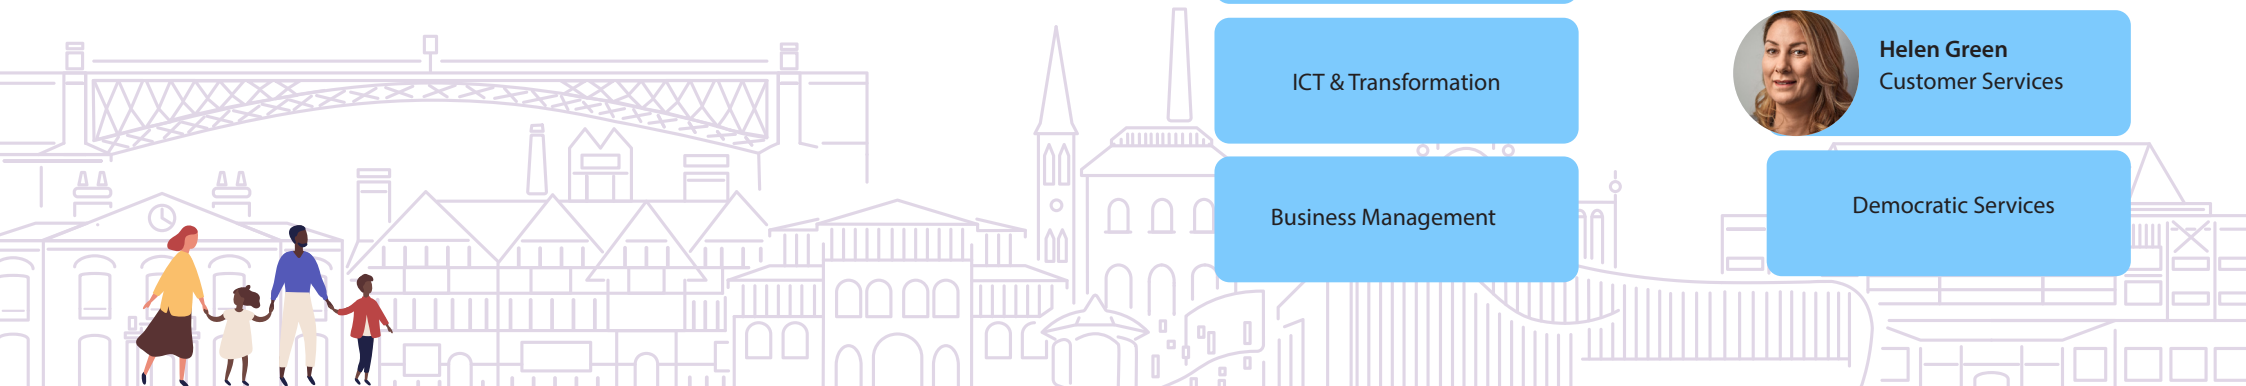 ICT & Transformation
Business Management
Helen Green
Customer Services
Democratic Services